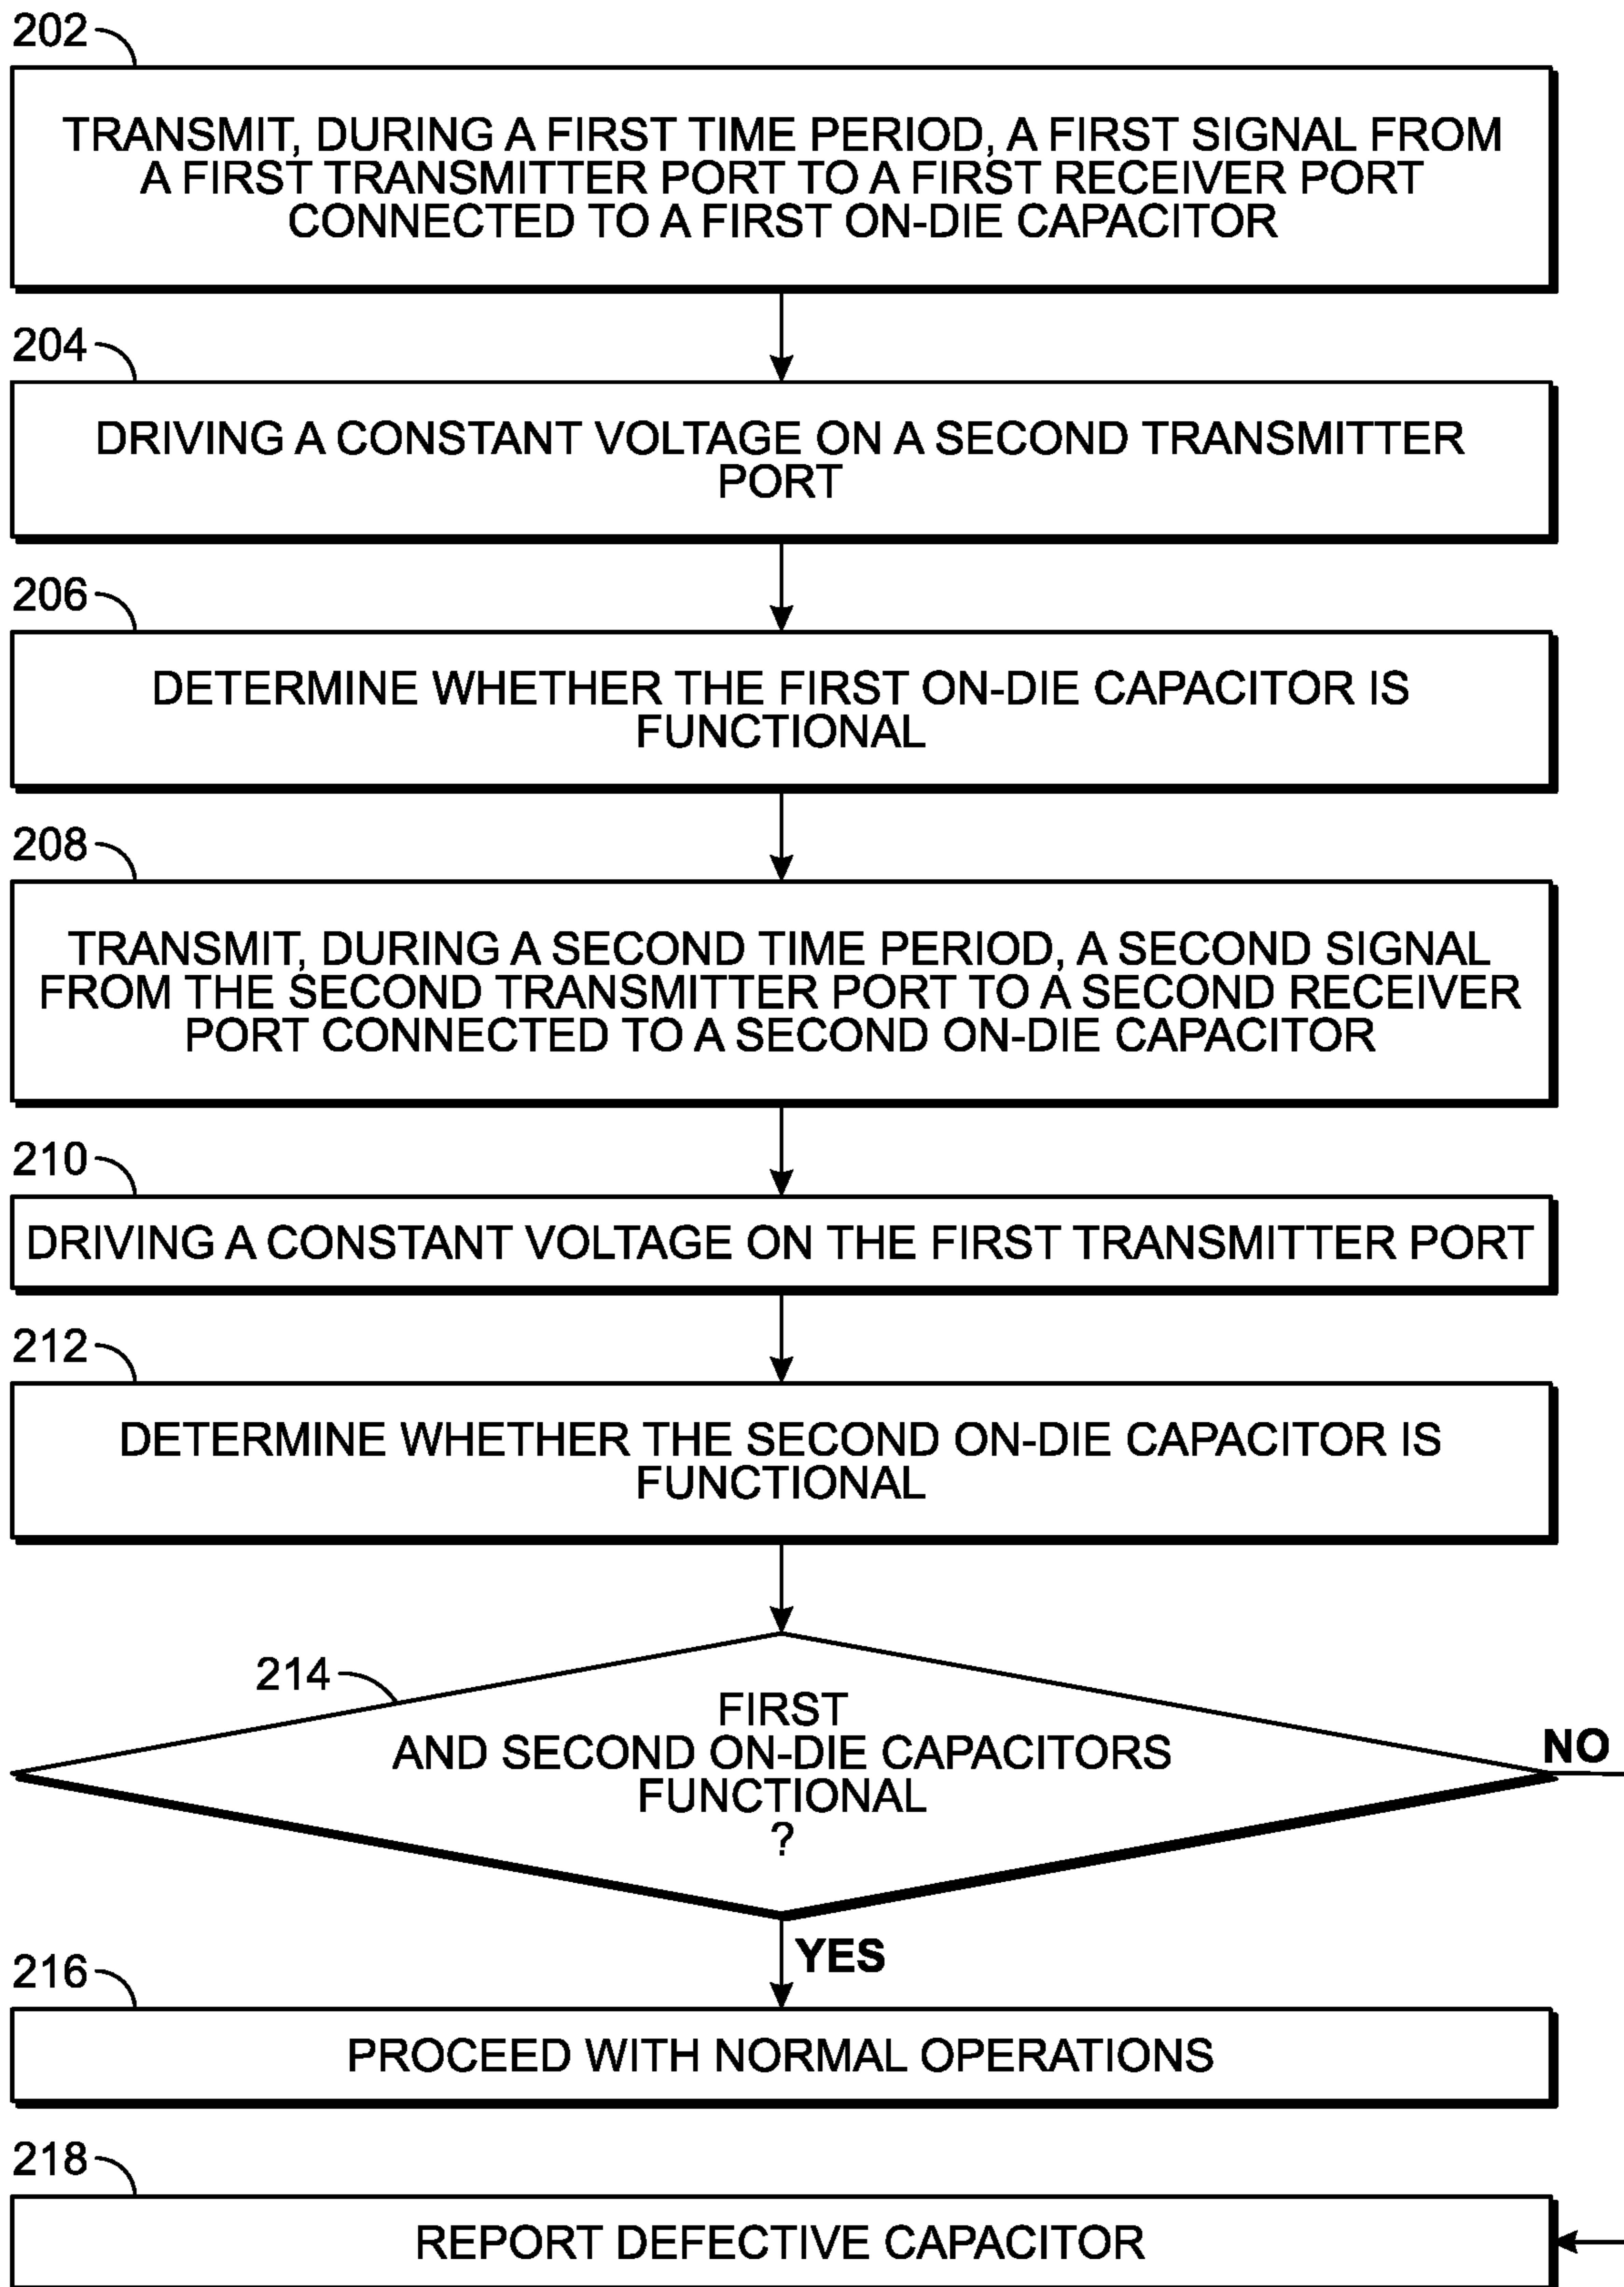 202
TRANSMIT, DURING A FIRST TIME PERIOD, A FIRST SIGNAL FROM
A FIRST TRANSMITTER PORT TO A FIRST RECEIVER PORT
CONNECTED TO A FIRST ON-DIE CAPACITOR
204
DRIVING A CONSTANT VOLTAGE ON A SECOND TRANSMITTER
PORT
206
DETERMINE WHETHER THE FIRST ON-DIE CAPACITOR IS
FUNCTIONAL
208
TRANSMIT, DURING A SECOND TIME PERIOD, A SECOND SIGNAL
FROM THE SECOND TRANSMITTER PORT TO A SECOND RECEIVER
PORT CONNECTED TO A SECOND ON-DIE CAPACITOR
210
DRIVING A CONSTANT VOLTAGE ON THE FIRST TRANSMITTER PORT
212
DETERMINE WHETHER THE SECOND ON-DIE CAPACITOR IS
FUNCTIONAL
214
FIRST
AND SECOND ON-DIE CAPACITORS
FUNCTIONAL
?
NO
YES
216
PROCEED WITH NORMAL OPERATIONS
218
REPORT DEFECTIVE CAPACITOR